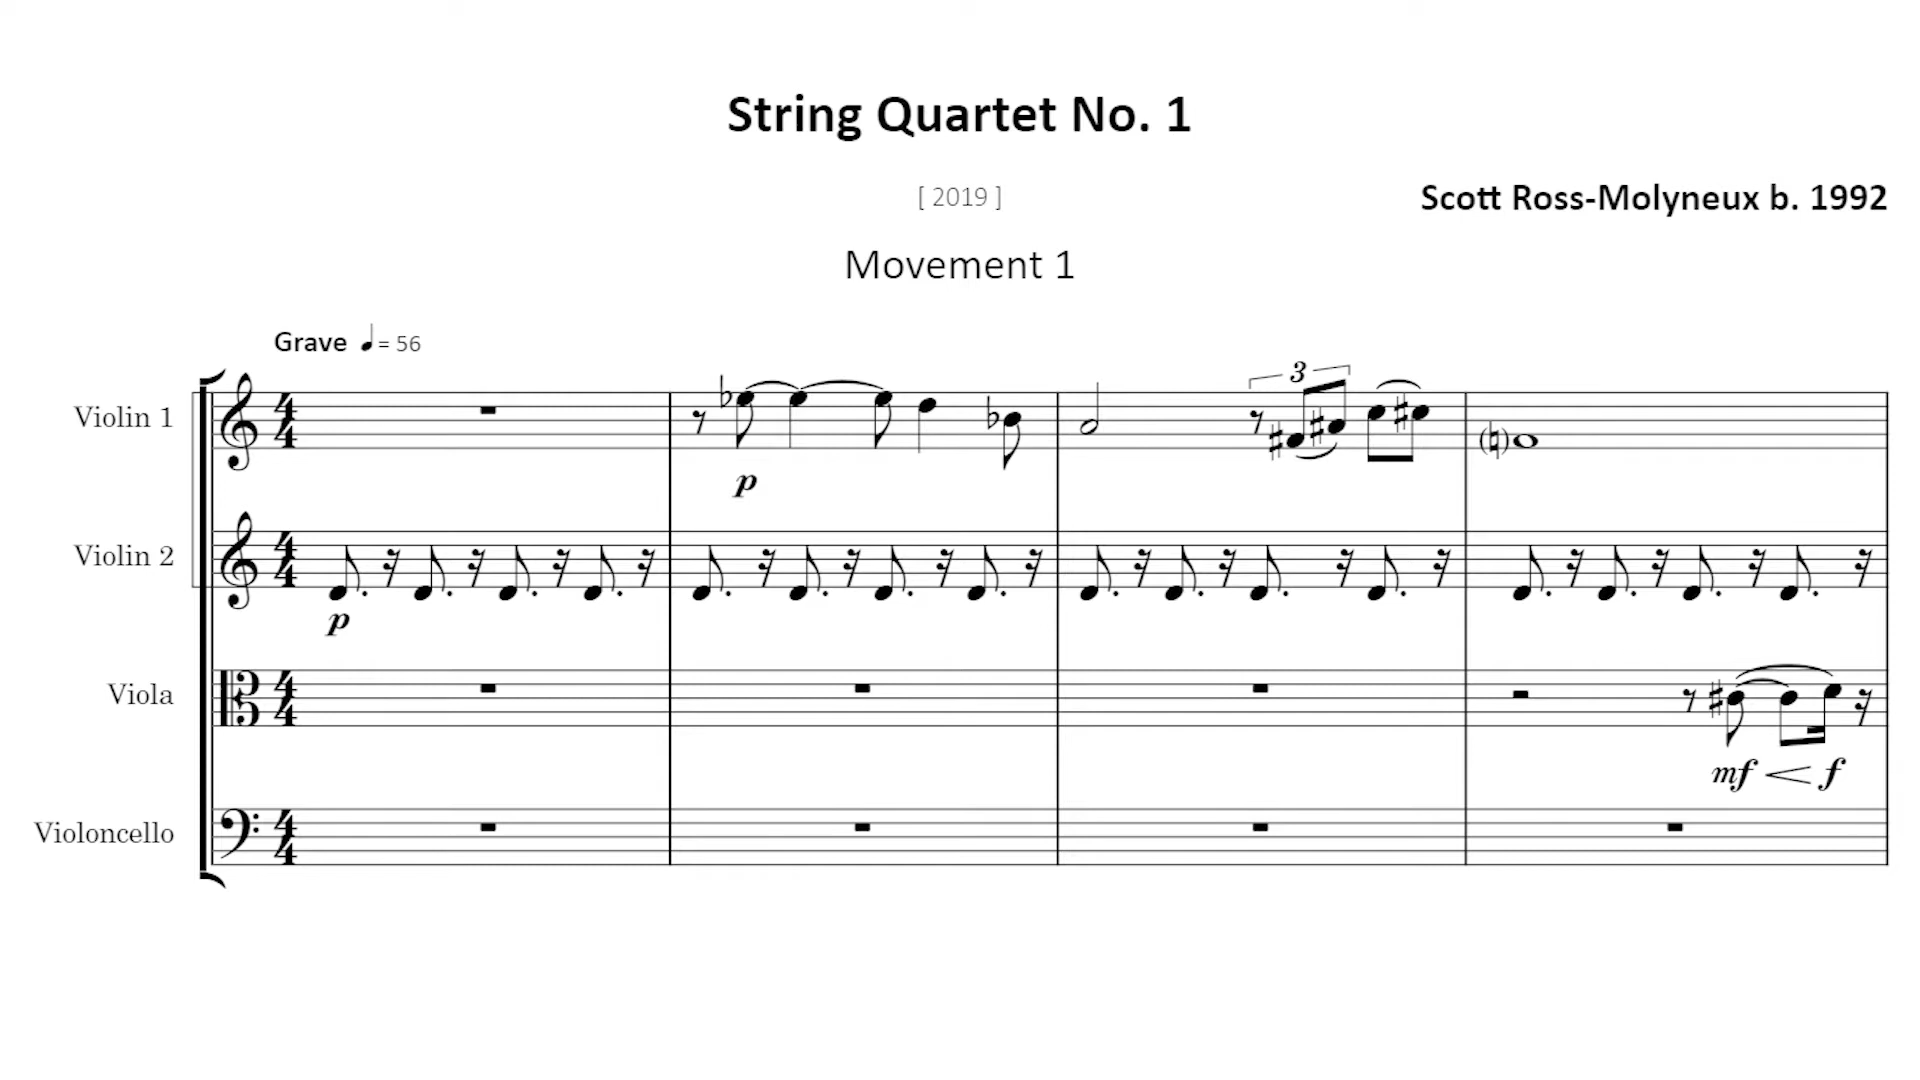 String Quartet No. 1
[ 2019 ]
Scott Ross-Molyneux b. 1992
Movement 1
Grave ♩ = 56
3
Violin 1
p
Violin 2
p
Viola
mf f
Violoncello